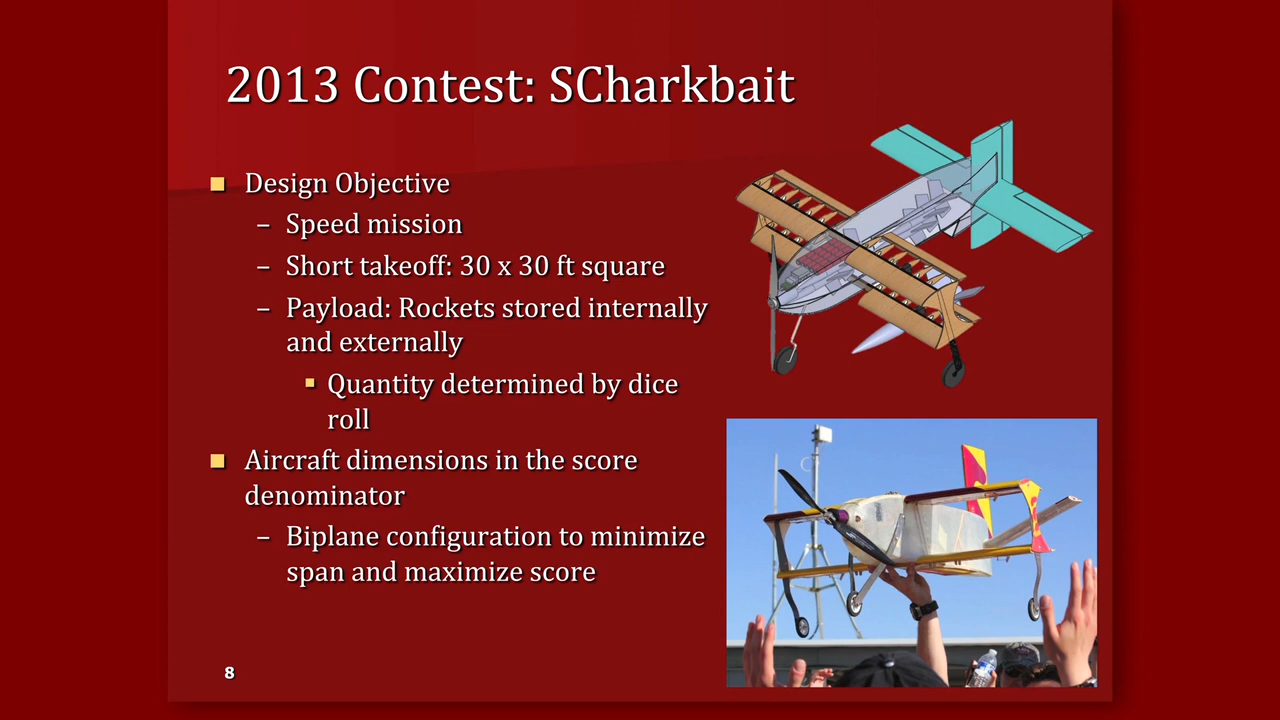 2013 Contest: SCharkbait
Design Objective
– Speed mission
– Short takeoff: 30 x 30 ft square
– Payload: Rockets stored internally
and externally
Quantity determined by dice
roll
Aircraft dimensions in the score
denominator
– Biplane configuration to minimize
span and maximize score
8